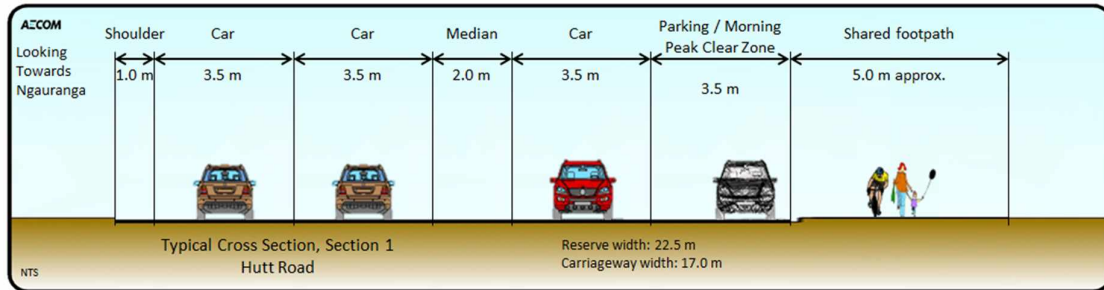 AECOM
Looking
Towards
Ngauranga
Shoulder
1.0 m
Car
3.5 m
Car
3.5 m
Median
2.0 m
Car
3.5 m
Parking / Morning
Peak Clear Zone
3.5 m
Shared footpath
5.0 m approx.
Typical Cross Section, Section 1
Hutt Road
Reserve width: 22.5 m
Carriageway width: 17.0 m
NTS